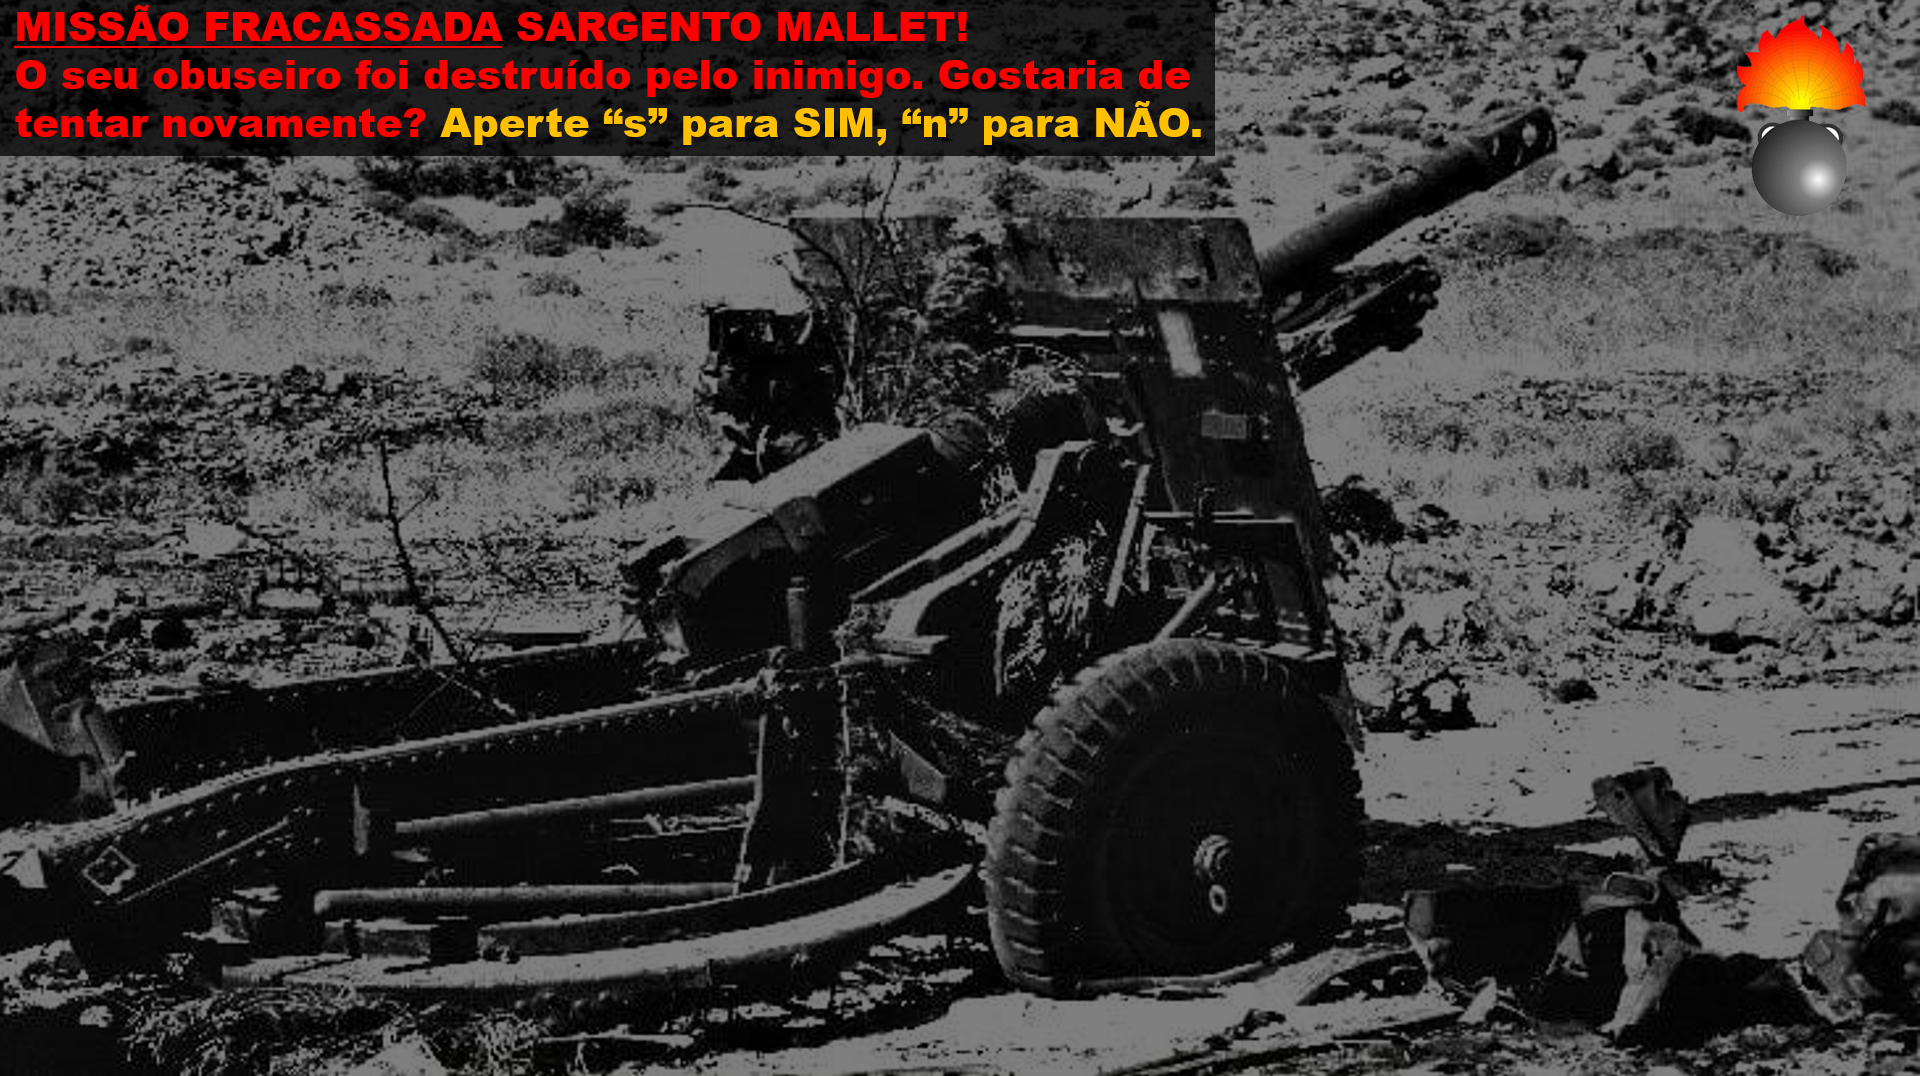 MISSÃO FRACASSADA SARGENTO MALLET!
O seu obuseiro foi destruído pelo inimigo. Gostaria de
tentar novamente? Aperte “s” para SIM, “n” para NÃO.